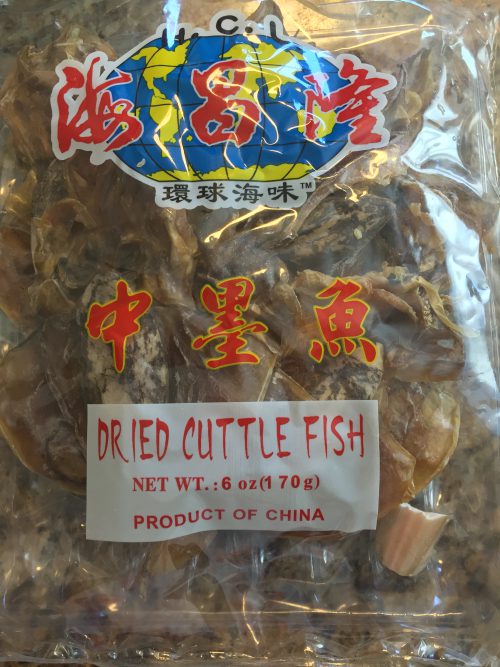 H.C.L
海昌隆
環球海味™
中墨魚
DRIED CUTTLE FISH
NET WT.: 6 oz(170g)
PRODUCT OF CHINA